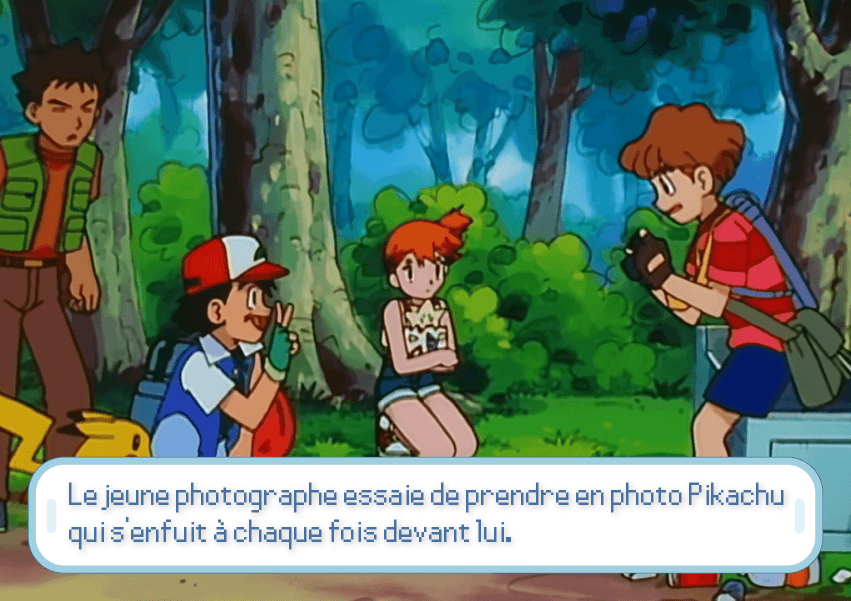 Le jeune photographe essaie de prendre en photo Pikachu
qui s'enfuit à chaque fois devant lui.